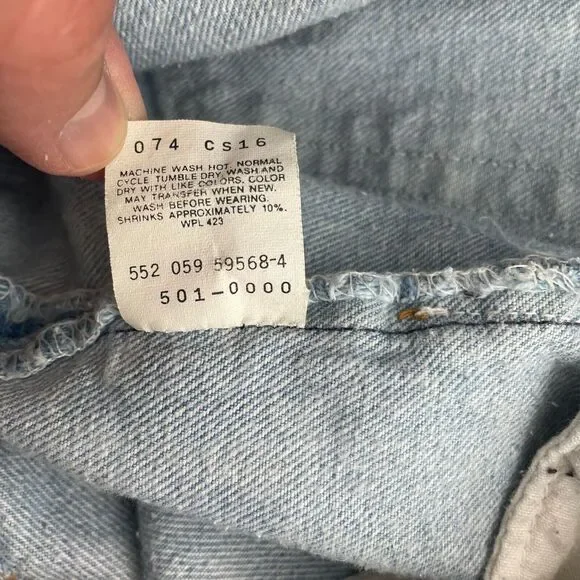 074 CS16
MACHINE WASH HOT, NORMAL
CYCLE TUMBLE DRY, WASH AND
DRY WITH LIKE COLORS. COLOR
MAY TRANSFER WHEN NEW.
WASH BEFORE WEARING.
SHRINKS APPROXIMATELY 10%.
WPL 423
552 059 59568-4
501-0000